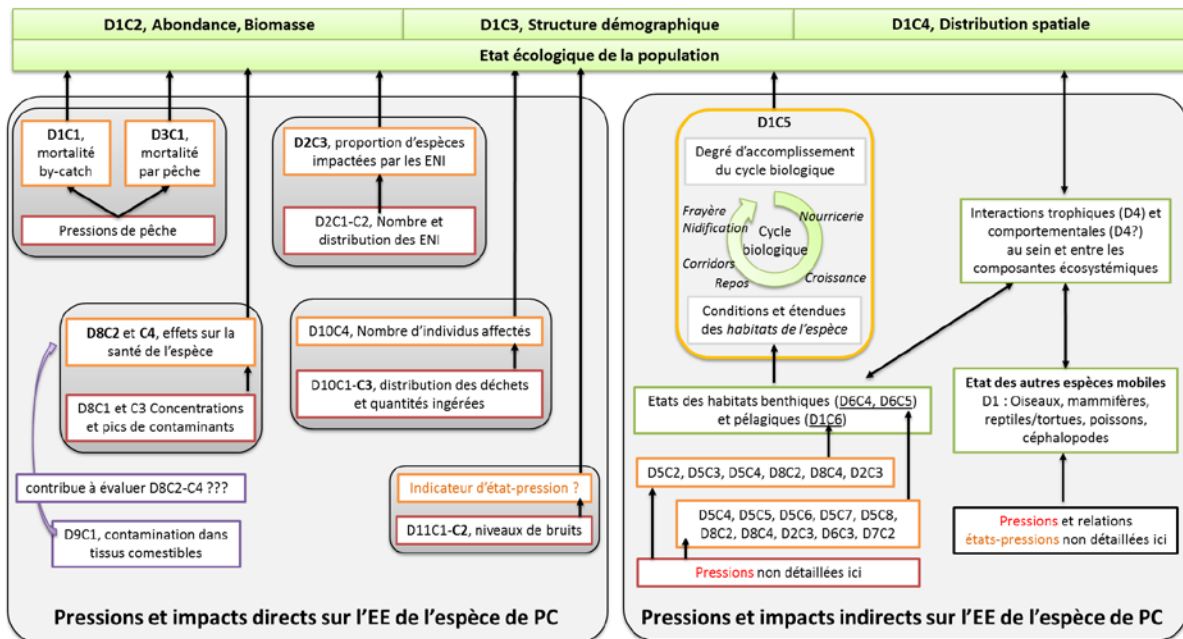 D1C2, Abondance, Biomasse
D1C3, Structure démographique
D1C4, Distribution spatiale
Etat écologique de la population
D1C1,
mortalité
by-catch
D3C1,
mortalité
par pêche
Pressions de pêche
D2C3, proportion d'espèces
impactées par les ENI
D2C1-C2, Nombre et
distribution des ENI
D8C2 et C4, effets sur la
santé de l'espèce
D8C1 et C3 Concentrations
et pics de contaminants
D10C4, Nombre d'individus affectés
D10C1-C3, distribution des déchets
et quantités ingérées
contribue à évaluer D8C2-C4 ???
D9C1, contamination dans
tissus comestibles
Indicateur d'état-pression ?
D11C1-C2, niveaux de bruits
Pressions et impacts directs sur l'EE de l'espèce de PC
D1C5
Degré d'accomplissement
du cycle biologique
Frayère
Nidification
Nourricerie
Cycle
biologique
Corridors
Repos
Croissance
Conditions et étendues
des habitats de l'espèce
Interactions trophiques (D4) et
comportementales (D4?)
au sein et entre les
composantes écosystémiques
Etats des habitats benthiques (D6C4, D6C5)
et pélagiques (D1C6)
Etat des autres espèces mobiles
D1 : Oiseaux, mammifères,
reptiles/tortues, poissons,
céphalopodes
D5C2, D5C3, D5C4, D8C2, D8C4, D2C3
D5C4, D5C5, D5C6, D5C7, D5C8,
D8C2, D8C4, D2C3, D6C3, D7C2
Pressions non détaillées ici
Pressions et relations
états-pressions non détaillées ici
Pressions et impacts indirects sur l'EE de l'espèce de PC